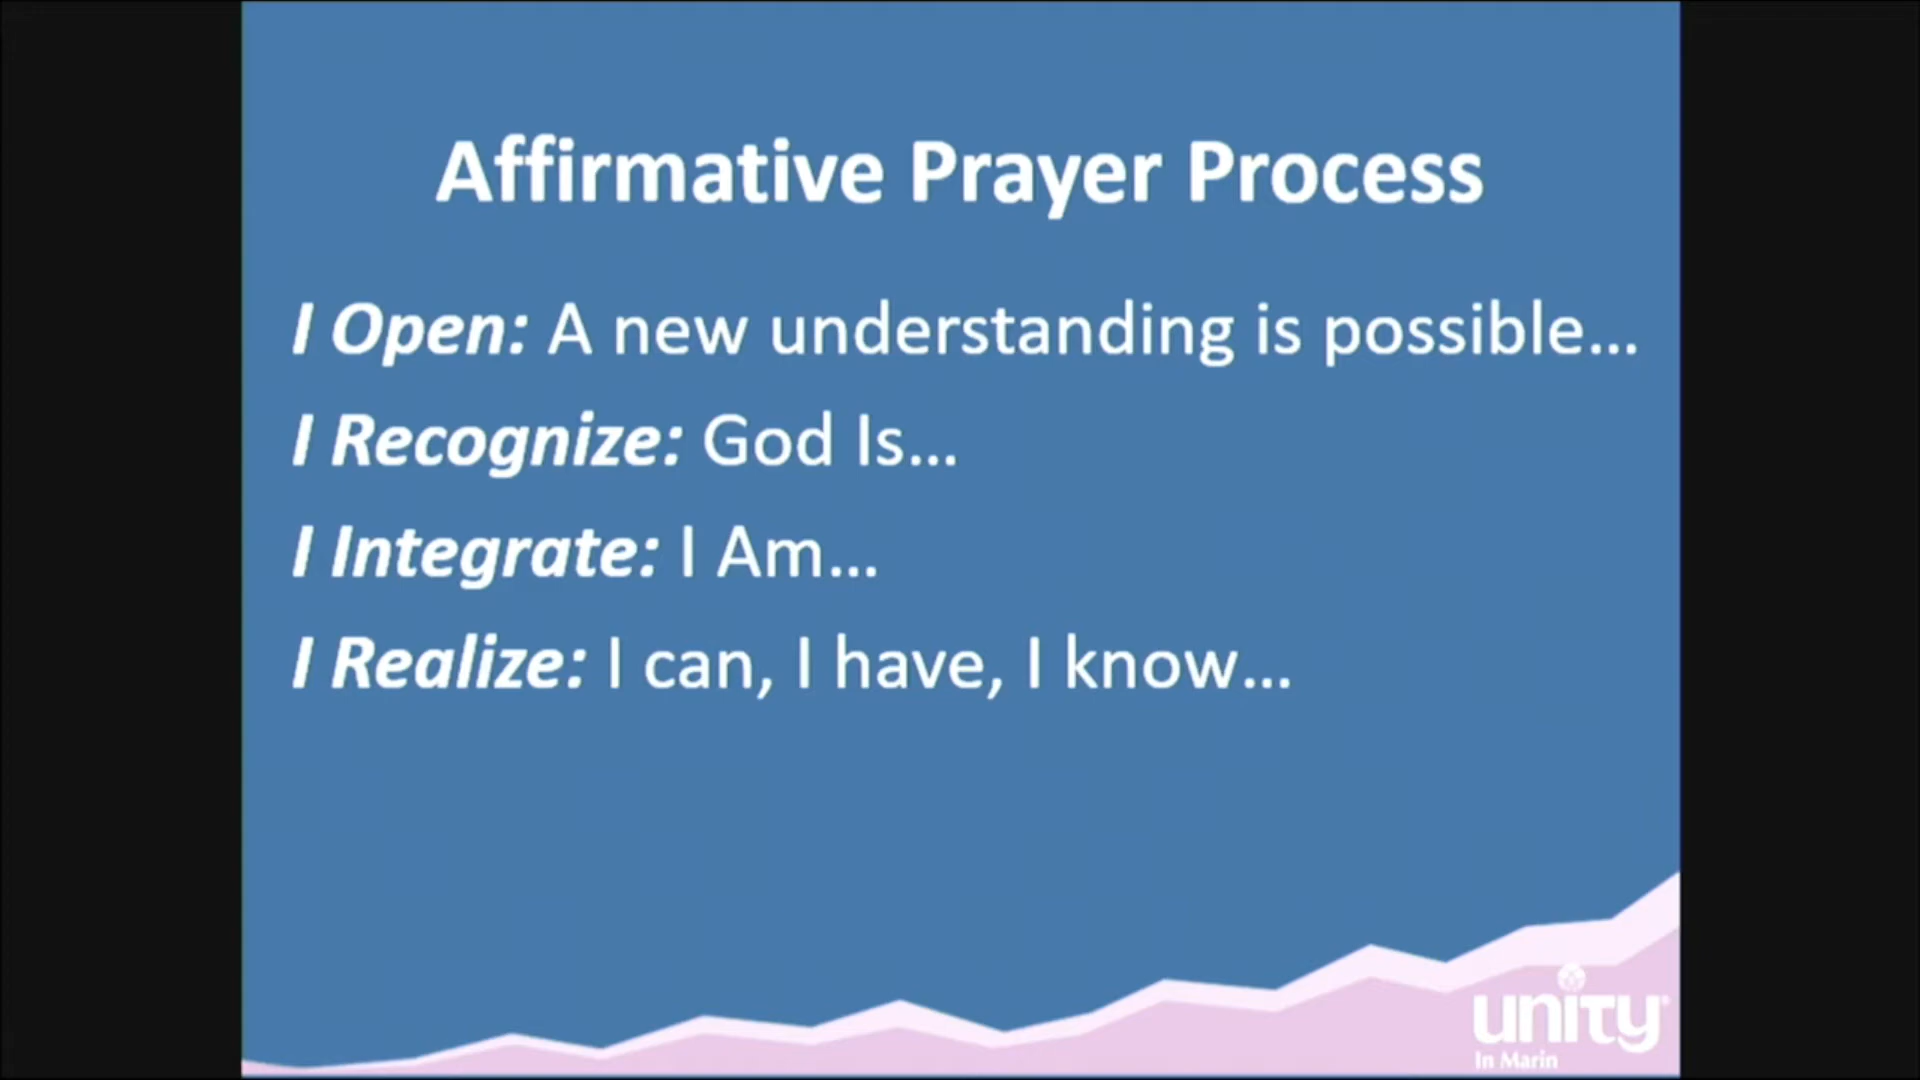 Affirmative Prayer Process
I Open: A new understanding is possible...
I Recognize: God Is...
I Integrate: I Am...
I Realize: I can, I have, I know...
unity®
In Marin